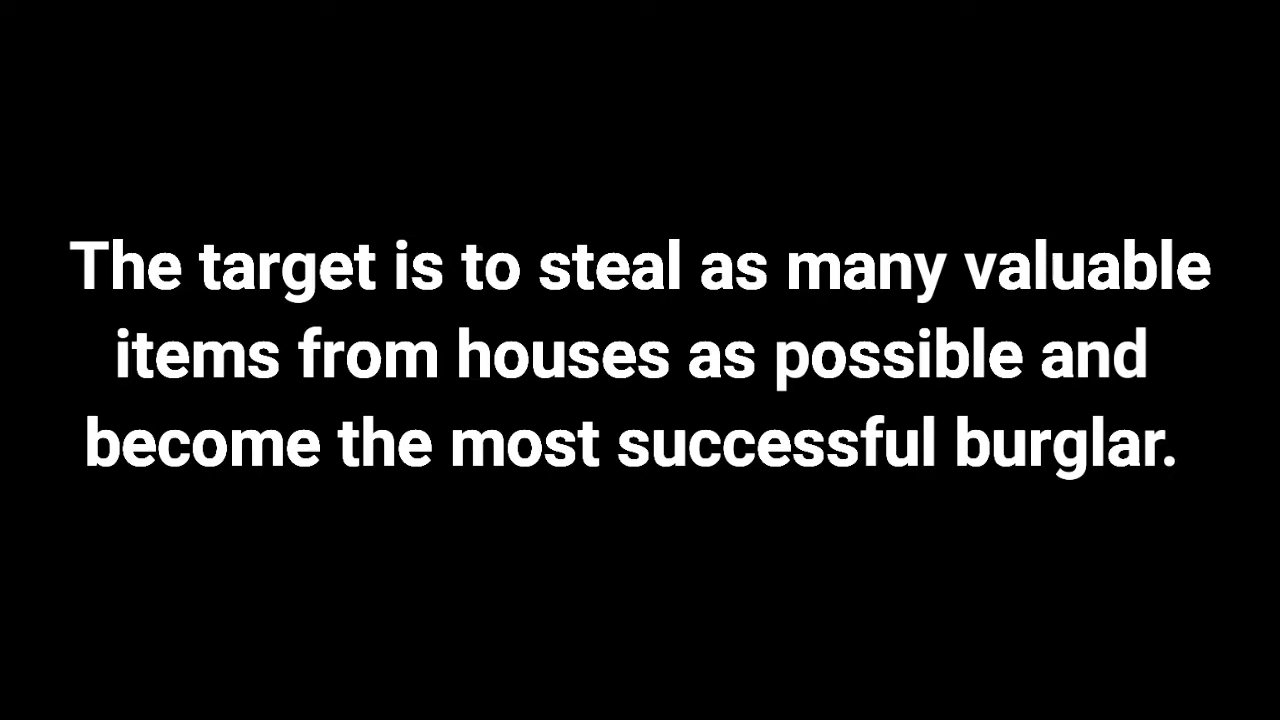 The target is to steal as many valuable
items from houses as possible and
become the most successful burglar.